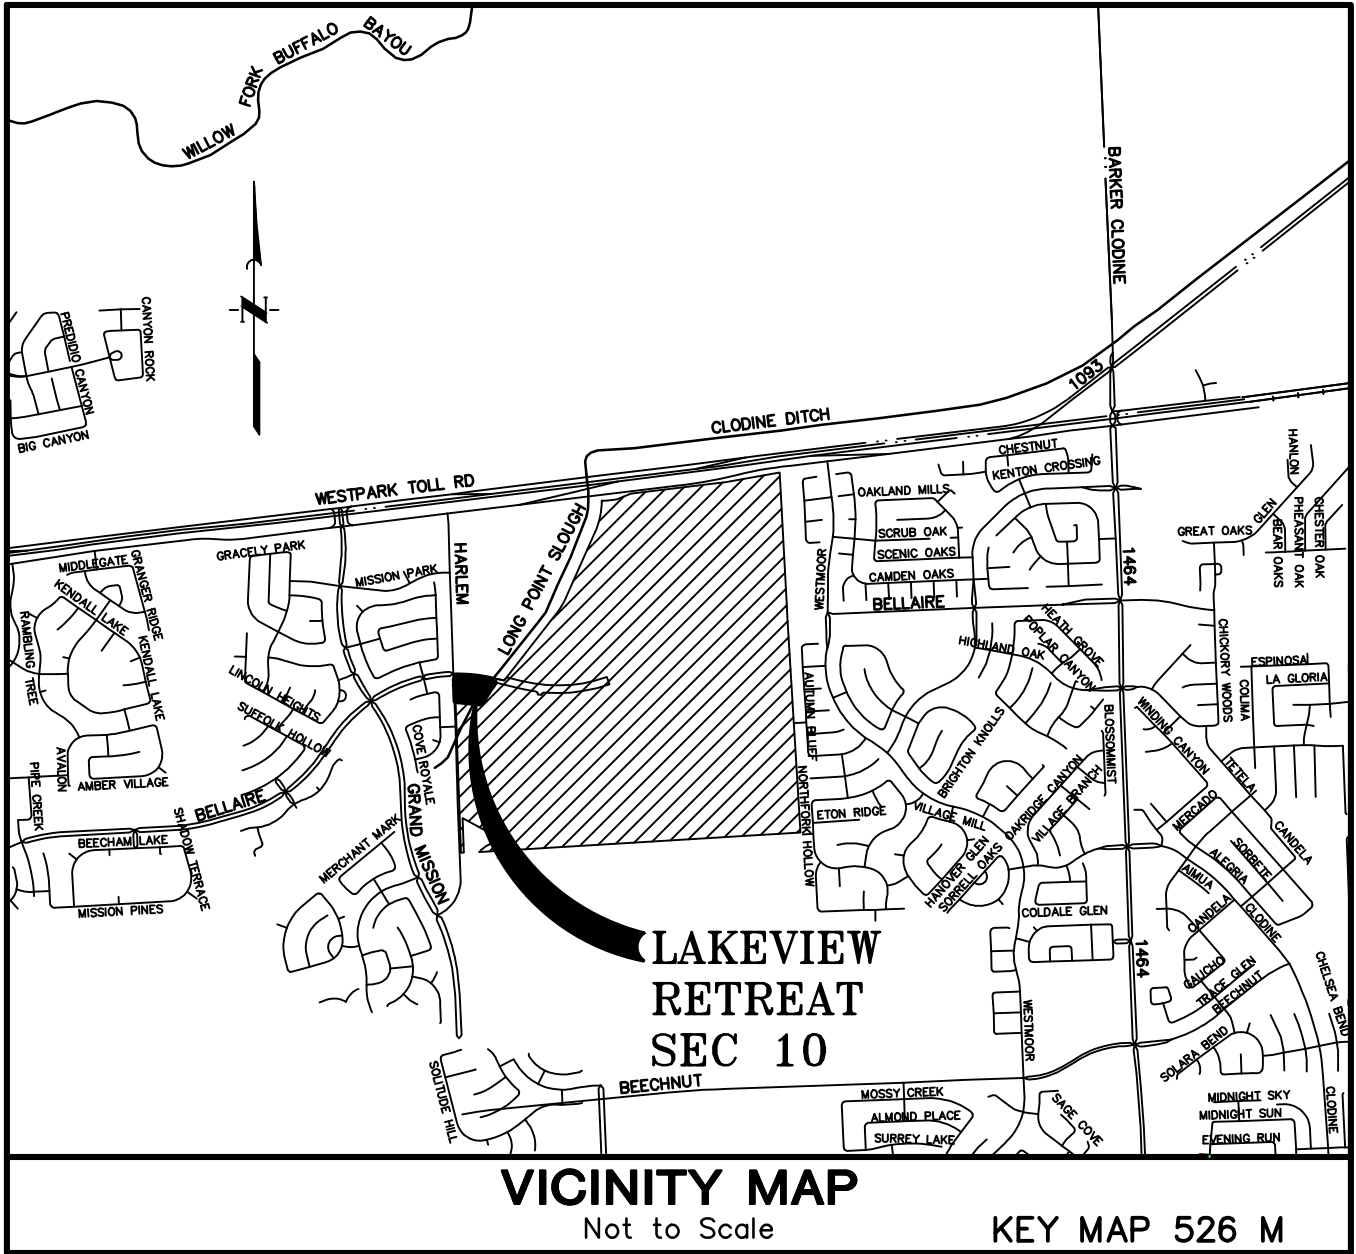 WILLOW FORK BUFFALO BAYOU
BARKER CLODINE
CANYON ROCK
PREDIDIO CANYON
BIG CANYON
N
1093
CLODINE DITCH
WESTPARK TOLL RD
CHESTNUT
KENTON CROSSING
HANLON
OAKLAND MILLS
SCRUB OAK
SCENIC OAKS
CAMDEN OAKS
BELLAIRE
WESTMOOR
1464
GREAT OAKS
GLEN
BEAR OAKS
PHEASANT OAK
CHESTER OAK
MIDDLEGATE
GRANGER RIDGE
KENDALL LAKE
KENDALL LAKE
RAMBLING TREE
GRACELY PARK
MISSION PARK
HARLEM
LONG POINT SLOUGH
HIGHLAND OAK
HEATH GROVE
POPLAR CANYON
CHICKORY WOODS
ESPINOSA
LA GLORIA
COLIMA
LINCOLN HEIGHTS
SUFFOLK HOLLOW
AUTUMN BLUFF
BLOSSOMMIST
WINDING CANYON
COVE ROYALE
BRIGHTON KNOLLS
AVALON
PIPE CREEK
AMBER VILLAGE
BELLAIRE
SHADOW TERRACE
BEECHAM LAKE
MISSION PINES
GRAND MISSION
MERCHANT MARK
NORTHFORK HOLLOW
ETON RIDGE
VILLAGE MILL
OAKRIDGE CANYON
VILLAGE BRANCH
HANOVER GLEN
SORRELL OAKS
TETELA
MERCADO
CANDELA
SORBETE
ALEGRIA
AIMUA
CANDELA
CLODINE
COLDALE GLEN
1464
GAUCHO
TRACE GLEN
BEECHNUT
CHELSEA BEND
LAKEVIEW
RETREAT
SEC 10
WESTMOOR
SOLARA BEND
SOLITUDE HILL
BEECHNUT
MOSSY CREEK
ALMOND PLACE
SURREY LAKE
SAGE COVE
MIDNIGHT SKY
MIDNIGHT SUN
EVENING RUN
CLODINE
VICINITY MAP
Not to Scale
KEY MAP 526 M